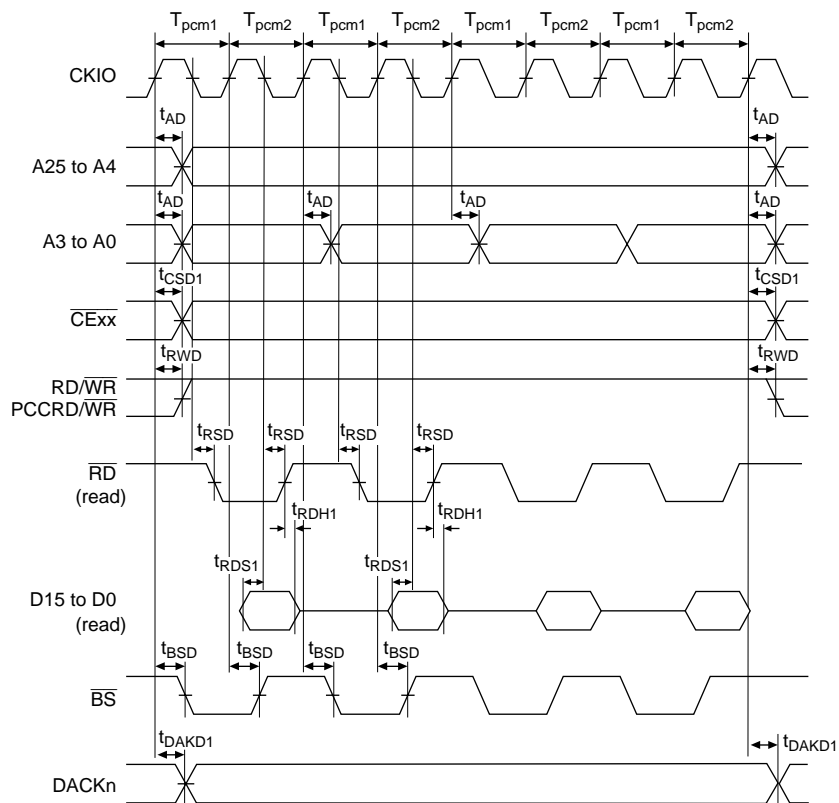 Tpcm1 Tpcm2 Tpcm1 Tpcm2 Tpcm1 Tpcm2 Tpcm1 Tpcm2
CKIO
tAD tAD
A25 to A4
tAD tAD tAD tAD
A3 to A0
tCSD1 tCSD1
CExx
tRWD tRWD
RD/WR
PCCRD/WR
tRSD tRSD tRSD tRSD
RD
(read)
tRDH1 tRDH1
tRDS1 tRDS1
D15 to D0
(read)
tBSD tBSD tBSD tBSD
BS
tDAKD1 tDAKD1
DACKn